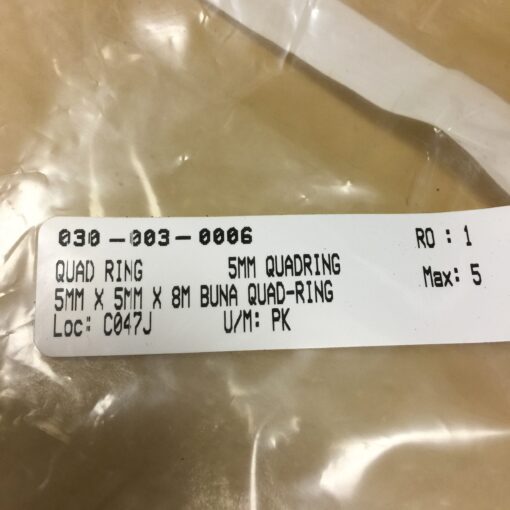 030-003-0006 RO : 1
QUAD RING 5MM QUADRING Max: 5
5MM X 5MM X 8M BUNA QUAD-RING
Loc: C047J U/M: PK